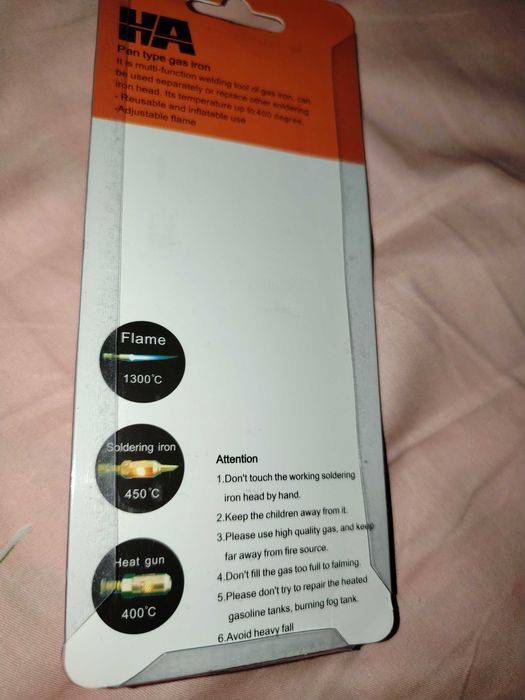 HA
Pen type gas iron
It is multi-function welding tool of gas iron, can
be used separately or replace other soldering
iron head. Its temperature up to 400 degree.
- Reusable and inflatable use
-Adjustable flame
Flame
1300°C
Soldering iron
450°C
Heat gun
400°C
Attention
1.Don't touch the working soldering
iron head by hand.
2.Keep the children away from it.
3.Please use high quality gas, and keep
far away from fire source.
4.Don't fill the gas too full to falming.
5.Please don't try to repair the heated
gasoline tanks, burning fog tank.
6.Avoid heavy fall